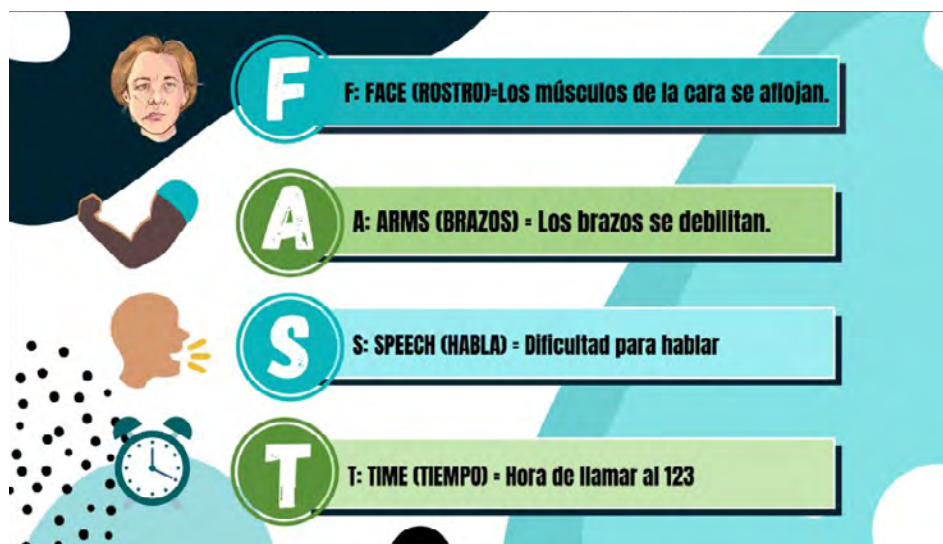 F
F: FACE (ROSTRO)=Los músculos de la cara se aflojan.
A
A: ARMS (BRAZOS) = Los brazos se debilitan.
S
S: SPEECH (HABLA) = Dificultad para hablar
T
T: TIME (TIEMPO) = Hora de llamar al 123